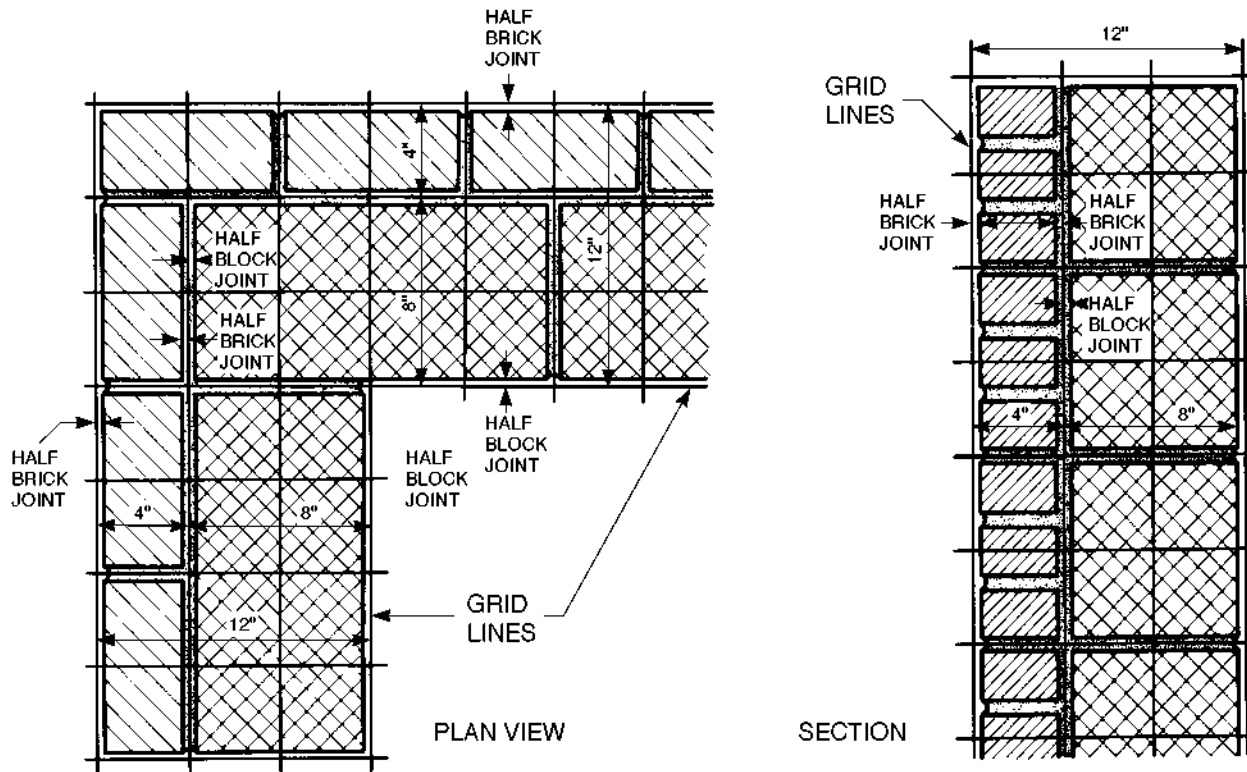 HALF
BRICK
JOINT
4"
12"
8"
HALF
BLOCK
JOINT
HALF
BRICK
JOINT
HALF
BRICK
JOINT
HALF
BLOCK
JOINT
HALF
BLOCK
JOINT
4"
8"
12"
GRID
LINES
PLAN VIEW
12"
GRID
LINES
HALF
BRICK
JOINT
HALF
BRICK
JOINT
HALF
BLOCK
JOINT
4"
8"
SECTION